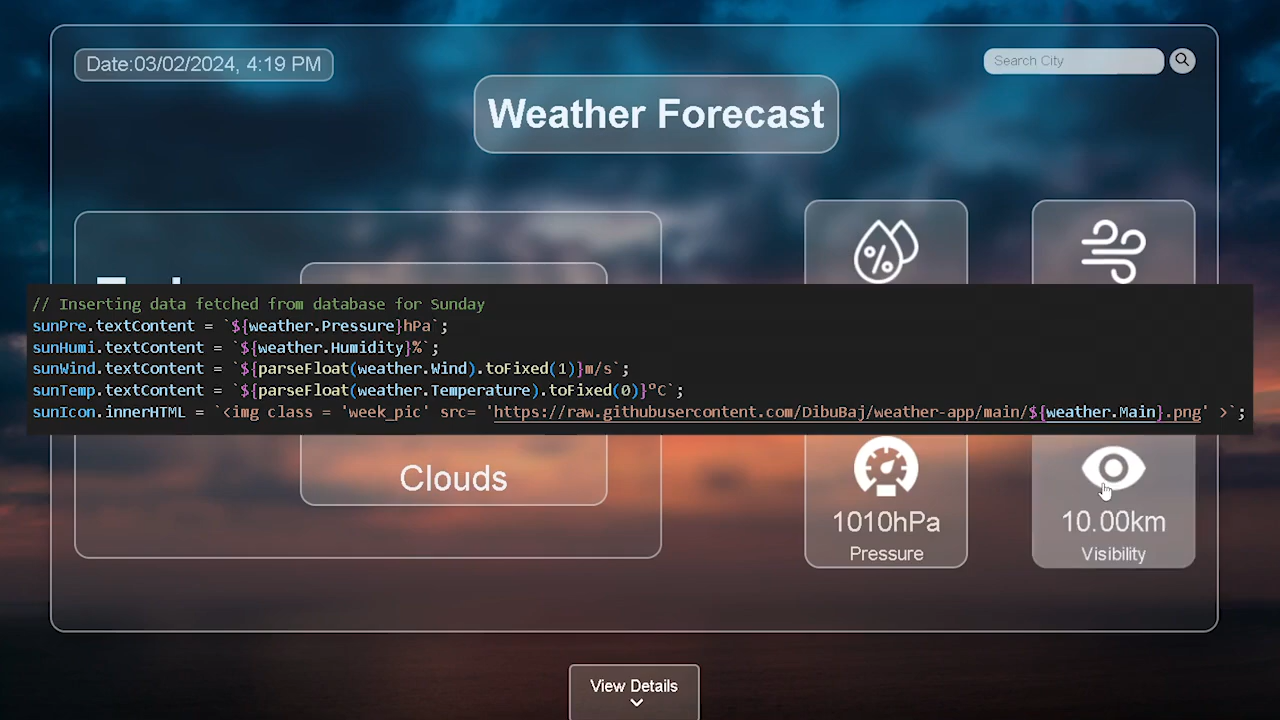 Date:03/02/2024, 4:19 PM
Search City
Weather Forecast
// Inserting data fetched from database for Sunday
sunPre.textContent = `${weather.Pressure}hPa`;
sunHumi.textContent = `${weather.Humidity}%`;
sunWind.textContent = `${parseFloat(weather.Wind).toFixed(1)}m/s`;
sunTemp.textContent = `${parseFloat(weather.Temperature).toFixed(0)}°C`;
sunIcon.innerHTML = `<img class = 'week_pic' src= 'https://raw.githubusercontent.com/DibuBaj/weather-app/main/${weather.Main}.png' >`;
Clouds
1010hPa
Pressure
10.00km
Visibility
View Details